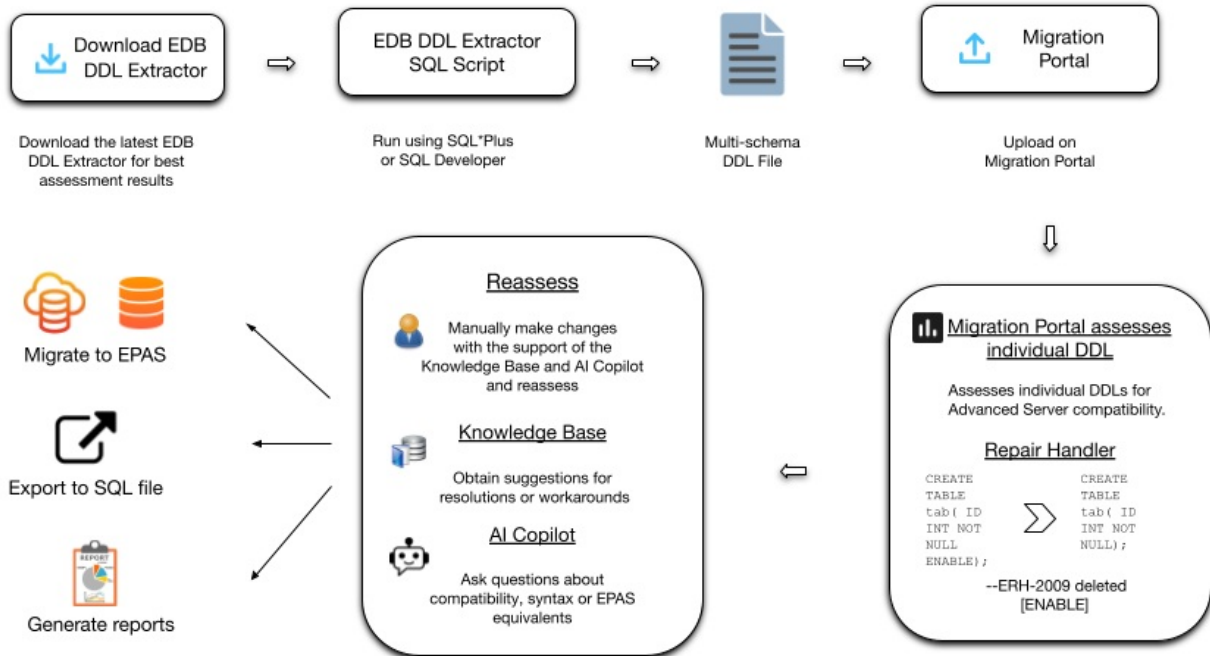 Download EDB
DDL Extractor
EDB DDL Extractor
SQL Script
Migration
Portal
Download the latest EDB
DDL Extractor for best
assessment results
Run using SQL*Plus
or SQL Developer
Multi-schema
DDL File
Upload on
Migration Portal
Migration Portal assesses
individual DDL
Assesses individual DDLs for
Advanced Server compatibility.
Repair Handler
CREATE
TABLE
tab( ID
INT NOT
NULL
ENABLE);
CREATE
TABLE
tab( ID
INT NOT
NULL);
--ERH-2009 deleted
[ENABLE]
Reassess
Manually make changes
with the support of the
Knowledge Base and AI Copilot
and reassess
Knowledge Base
Obtain suggestions for
resolutions or workarounds
AI Copilot
Ask questions about
compatibility, syntax or EPAS
equivalents
Migrate to EPAS
Export to SQL file
REPORT
Generate reports